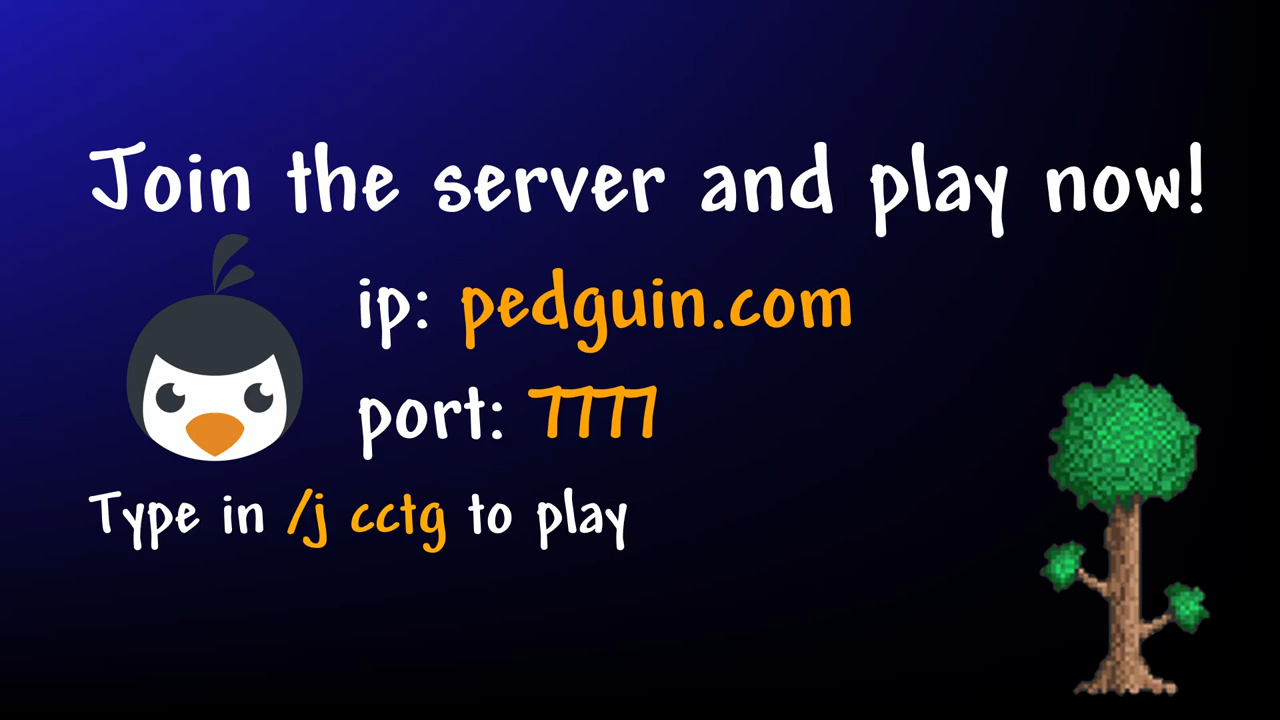 Join the server and play now!
ip: pedguin.com
port: 7777
Type in /j cctg to play